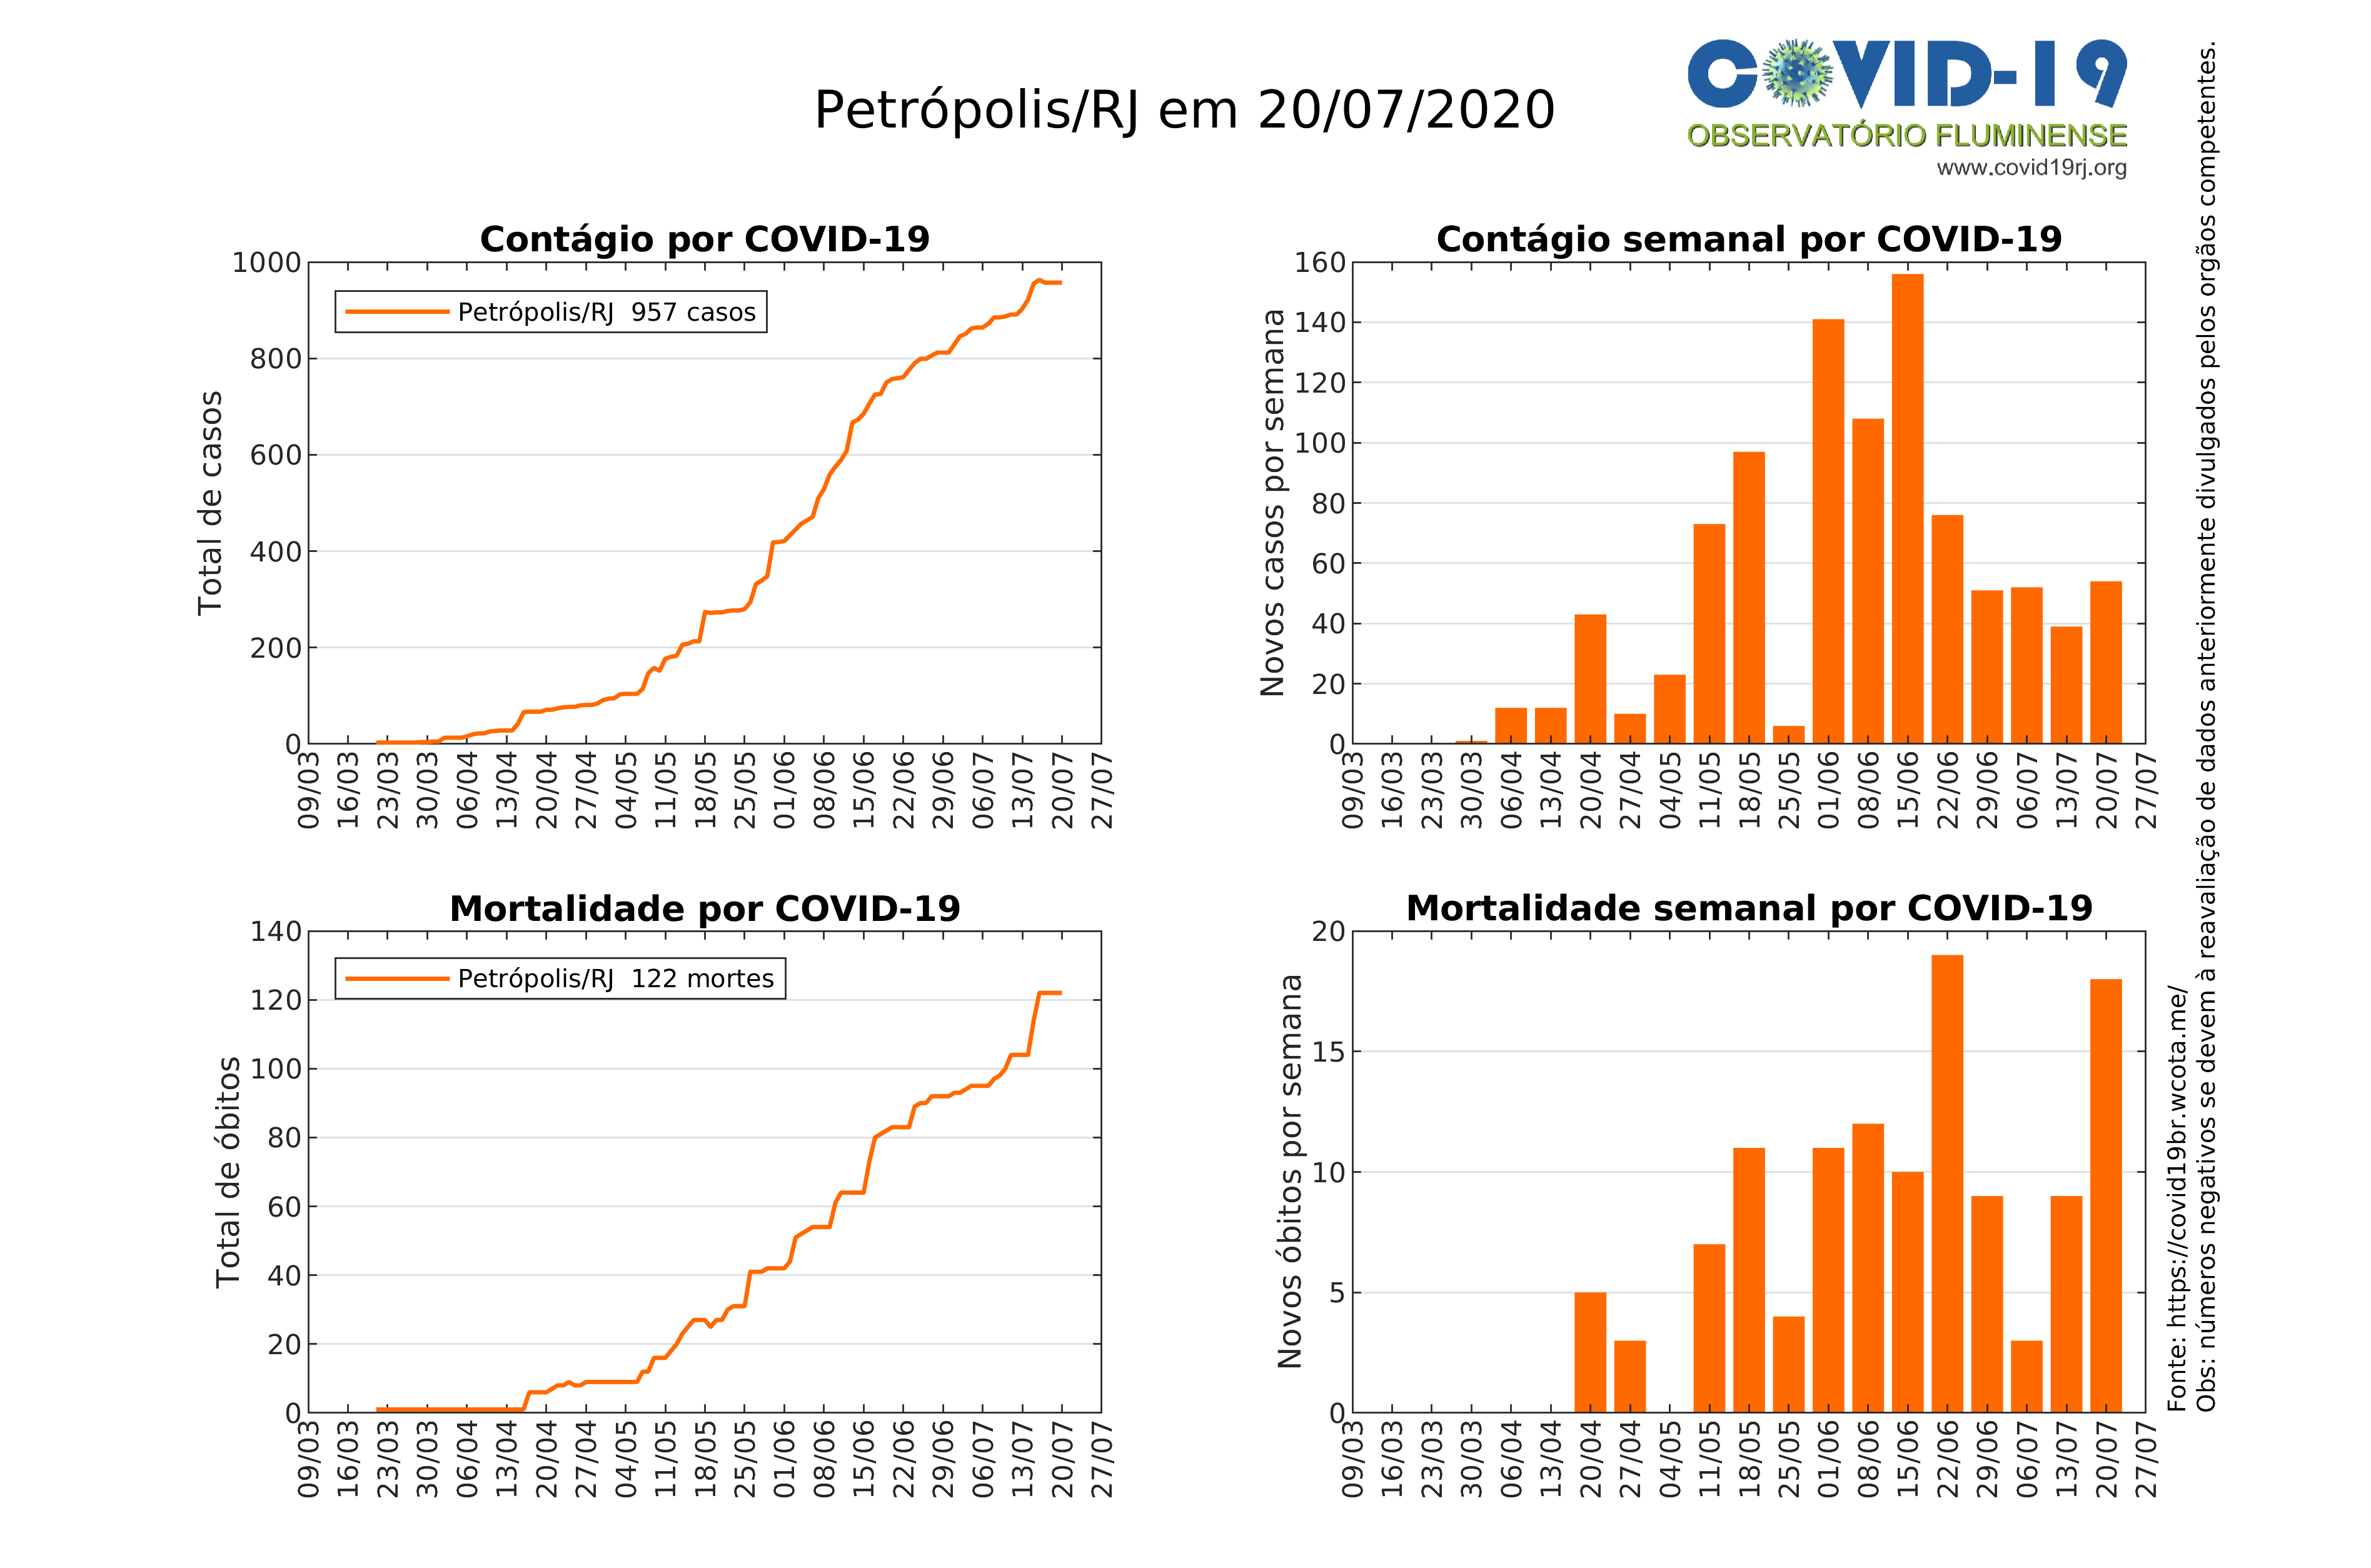 Petrópolis/RJ em 20/07/2020
COVID-19
OBSERVATÓRIO FLUMINENSE
www.covid19rj.org
Contágio por COVID-19
Total de casos
1000
800
600
400
200
0
Petrópolis/RJ 957 casos
09/03 16/03 23/03 30/03 06/04 13/04 20/04 27/04 04/05 11/05 18/05 25/05 01/06 08/06 15/06 22/06 29/06 06/07 13/07 20/07 27/07
Contágio semanal por COVID-19
Novos casos por semana
160
140
120
100
80
60
40
20
0
09/03 16/03 23/03 30/03 06/04 13/04 20/04 27/04 04/05 11/05 18/05 25/05 01/06 08/06 15/06 22/06 29/06 06/07 13/07 20/07 27/07
Mortalidade por COVID-19
Total de óbitos
140
120
100
80
60
40
20
0
Petrópolis/RJ 122 mortes
09/03 16/03 23/03 30/03 06/04 13/04 20/04 27/04 04/05 11/05 18/05 25/05 01/06 08/06 15/06 22/06 29/06 06/07 13/07 20/07 27/07
Mortalidade semanal por COVID-19
Novos óbitos por semana
20
15
10
5
0
09/03 16/03 23/03 30/03 06/04 13/04 20/04 27/04 04/05 11/05 18/05 25/05 01/06 08/06 15/06 22/06 29/06 06/07 13/07 20/07 27/07
Fonte: https://covid19br.wcota.me/
Obs: números negativos se devem à reavaliação de dados anteriormente divulgados pelos orgãos competentes.